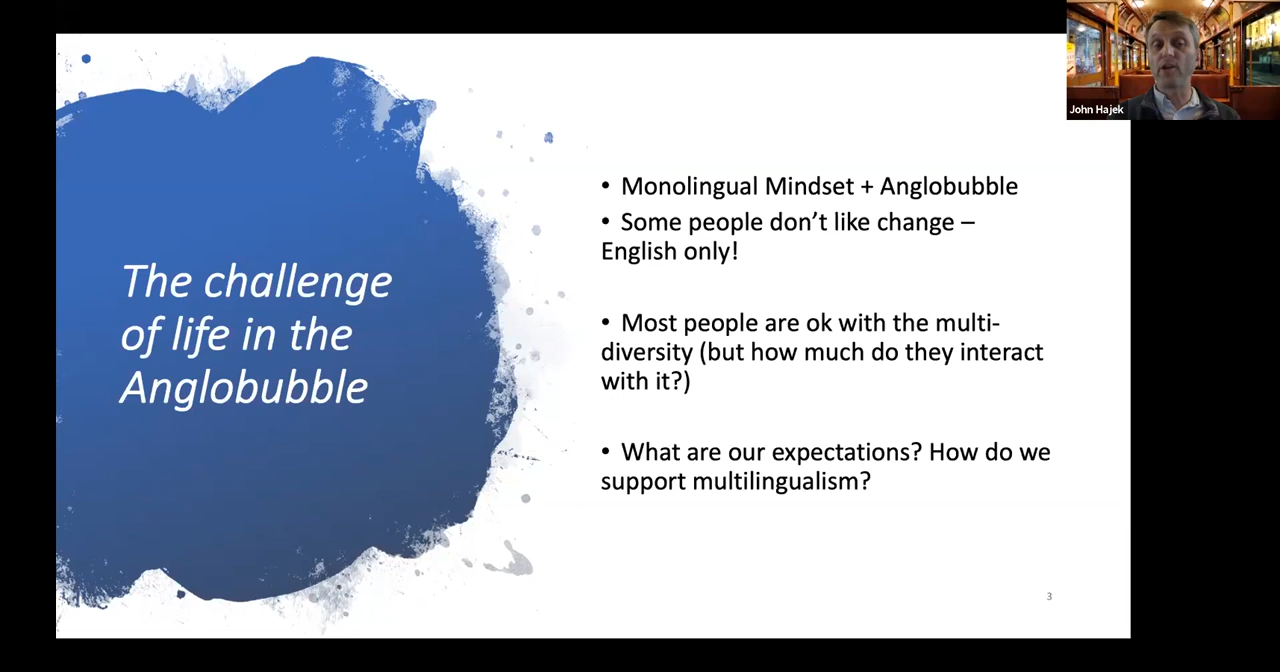 John Hajek
The challenge
of life in the
Anglobubble
• Monolingual Mindset + Anglobubble
• Some people don’t like change –
English only!
• Most people are ok with the multi-
diversity (but how much do they interact
with it?)
• What are our expectations? How do we
support multilingualism?
3